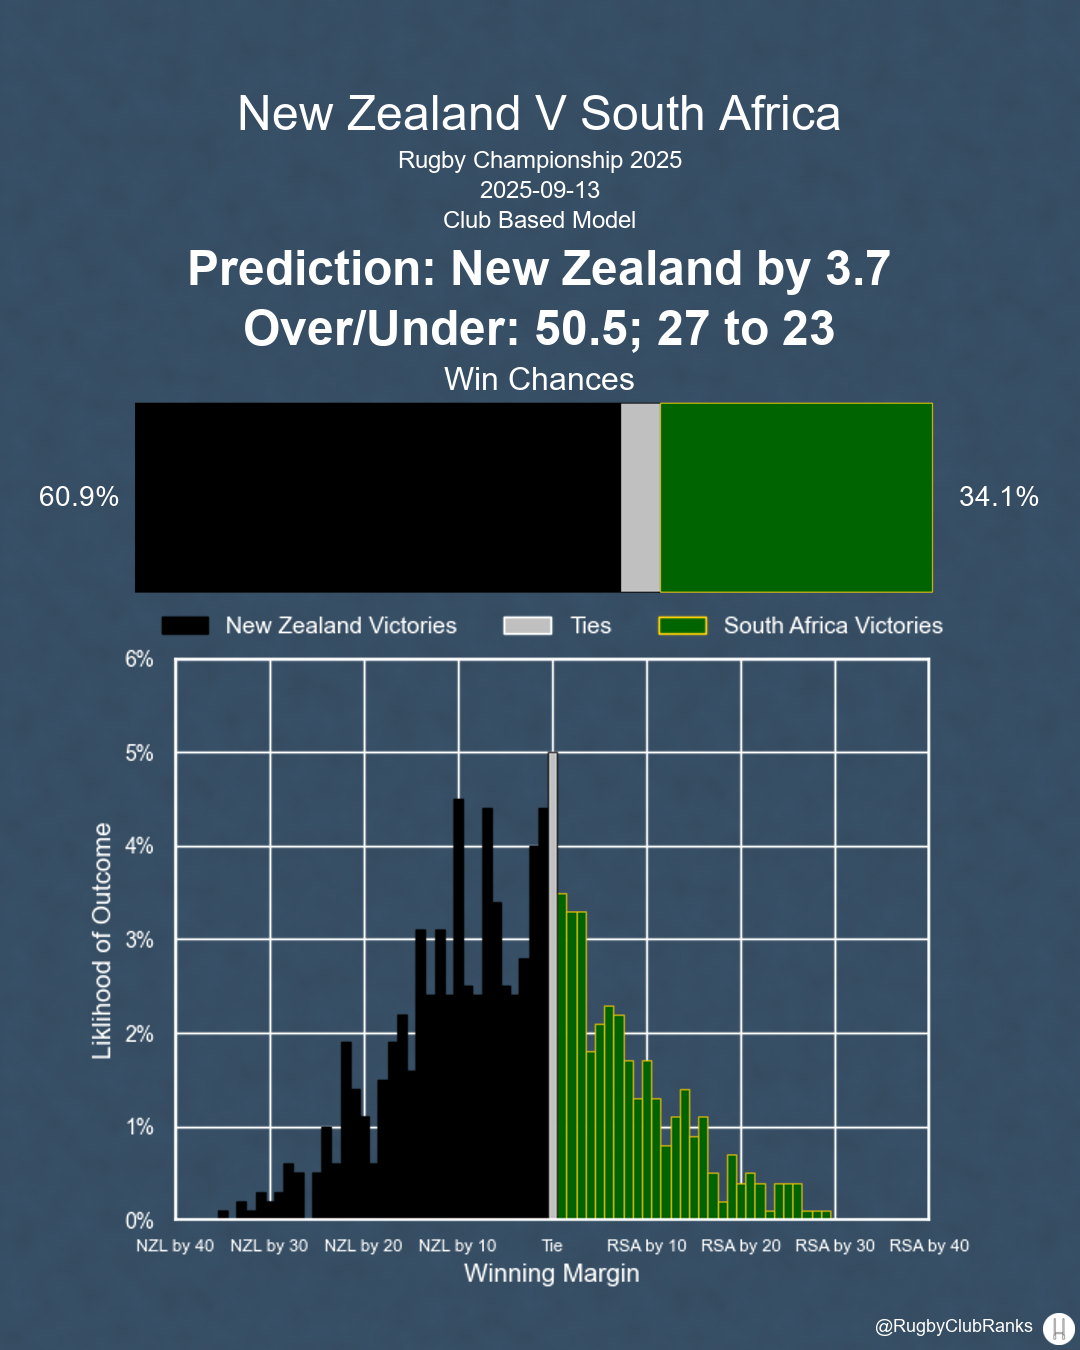 New Zealand V South Africa
Rugby Championship 2025
2025-09-13
Club Based Model
Prediction: New Zealand by 3.7
Over/Under: 50.5; 27 to 23
Win Chances
60.9%
34.1%
New Zealand Victories
Ties
South Africa Victories
6%
5%
4%
3%
2%
1%
0%
Liklihood of Outcome
NZL by 40
NZL by 30
NZL by 20
NZL by 10
Tie
RSA by 10
RSA by 20
RSA by 30
RSA by 40
Winning Margin
@RugbyClubRanks